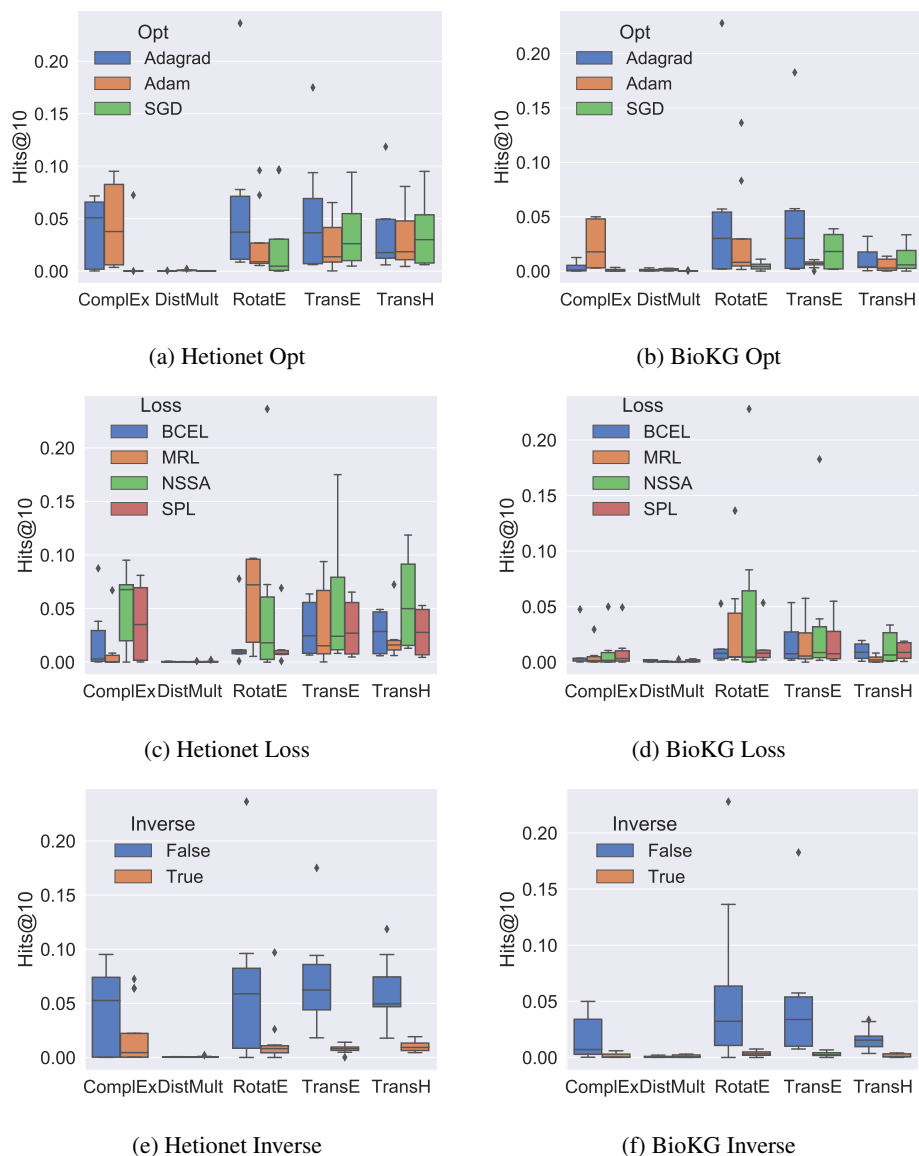 Opt
Adagrad
Adam
SGD
Hits@10
0.20
0.15
0.10
0.05
0.00
ComplEx DistMult RotatE TransE TransH
(a) Hetionet Opt
Opt
Adagrad
Adam
SGD
Hits@10
0.20
0.15
0.10
0.05
0.00
ComplEx DistMult RotatE TransE TransH
(b) BioKG Opt
Loss
BCEL
MRL
NSSA
SPL
Hits@10
0.20
0.15
0.10
0.05
0.00
ComplEx DistMult RotatE TransE TransH
(c) Hetionet Loss
Loss
BCEL
MRL
NSSA
SPL
Hits@10
0.20
0.15
0.10
0.05
0.00
ComplEx DistMult RotatE TransE TransH
(d) BioKG Loss
Inverse
False
True
Hits@10
0.20
0.15
0.10
0.05
0.00
ComplEx DistMult RotatE TransE TransH
(e) Hetionet Inverse
Inverse
False
True
Hits@10
0.20
0.15
0.10
0.05
0.00
ComplEx DistMult RotatE TransE TransH
(f) BioKG Inverse